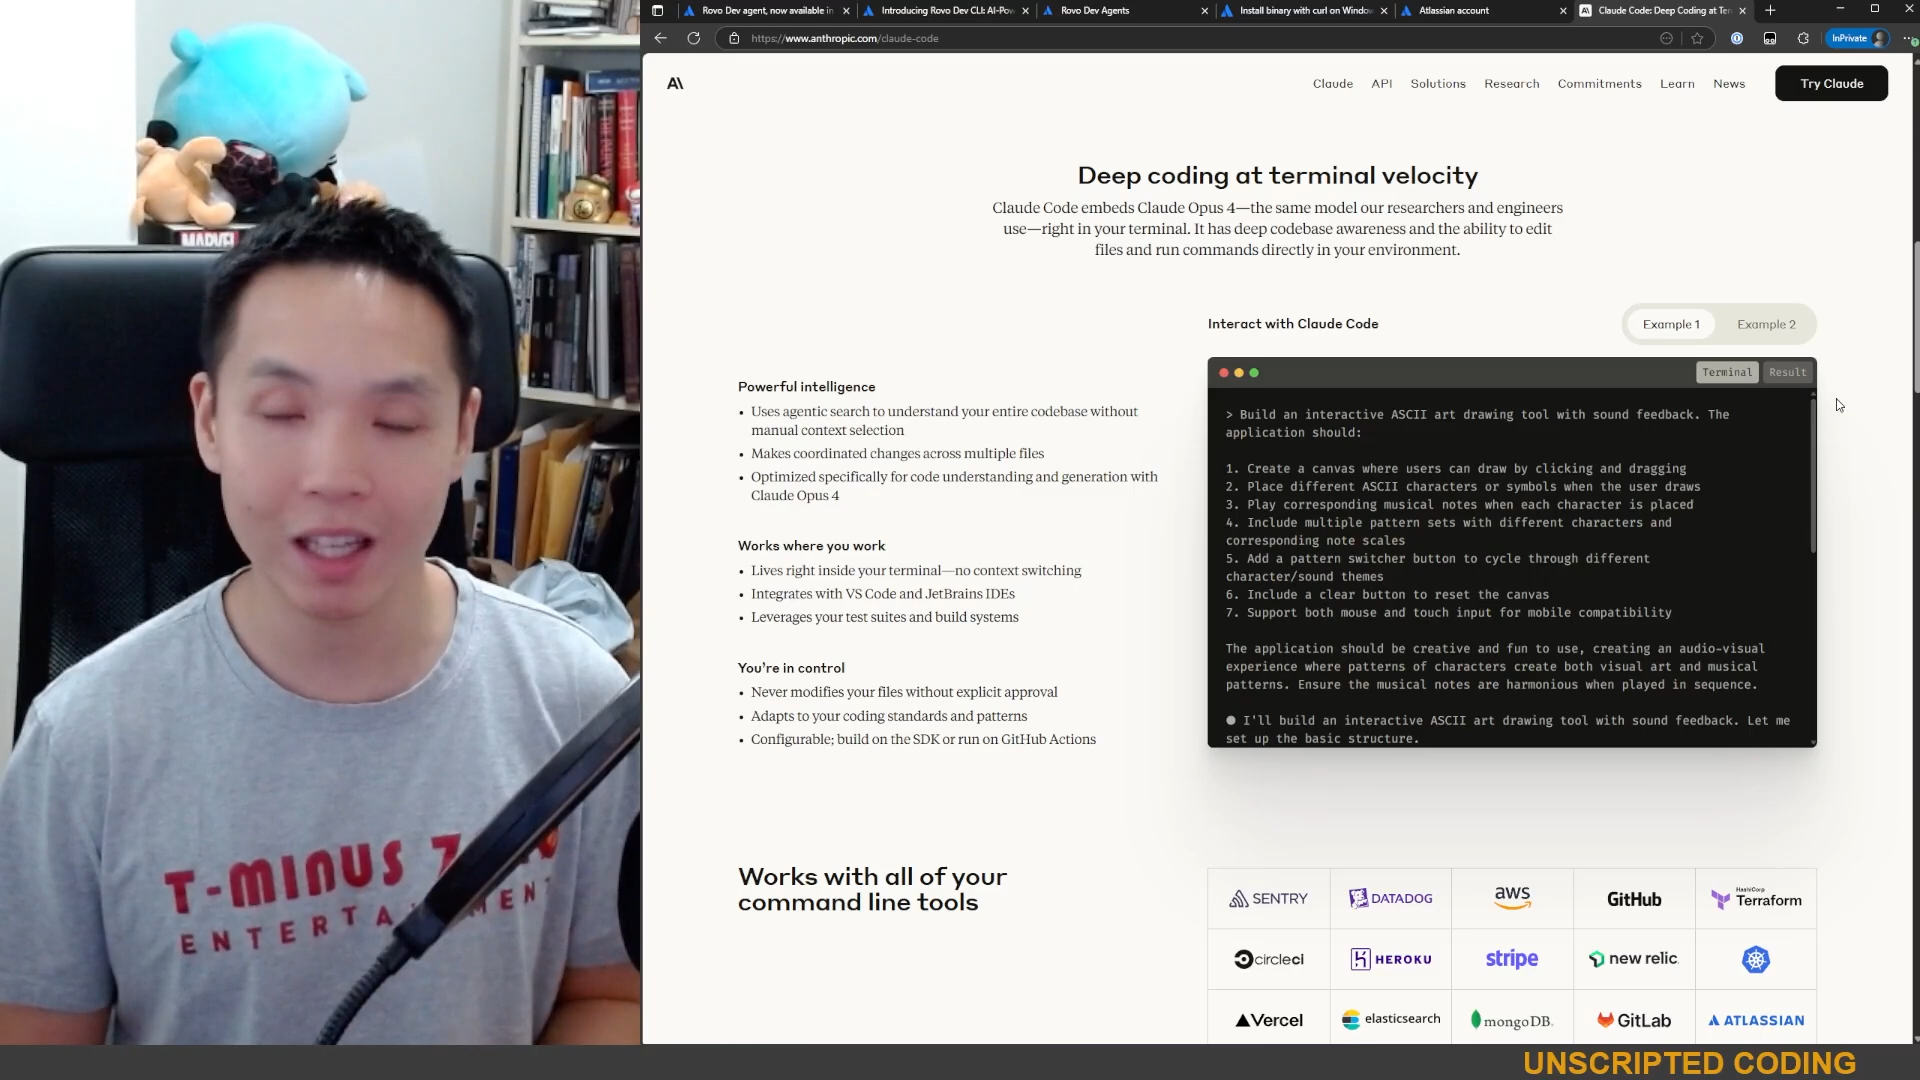 Rovo Dev agent, now available in
Introducing Rovo Dev CLI: AI-Po
Rovo Dev Agents
Install binary with curl on Windo
Atlassian account
Claude Code: Deep Coding at Ter
https://www.anthropic.com/claude-code
InPrivate
Claude
API
Solutions
Research
Commitments
Learn
News
Try Claude
Deep coding at terminal velocity
Claude Code embeds Claude Opus 4—the same model our researchers and engineers
use—right in your terminal. It has deep codebase awareness and the ability to edit
files and run commands directly in your environment.
Powerful intelligence
• Uses agentic search to understand your entire codebase without
manual context selection
• Makes coordinated changes across multiple files
• Optimized specifically for code understanding and generation with
Claude Opus 4
Works where you work
• Lives right inside your terminal—no context switching
• Integrates with VS Code and JetBrains IDEs
• Leverages your test suites and build systems
You're in control
• Never modifies your files without explicit approval
• Adapts to your coding standards and patterns
• Configurable; build on the SDK or run on GitHub Actions
Interact with Claude Code
Example 1
Example 2
Terminal
Result
> Build an interactive ASCII art drawing tool with sound feedback. The
application should:
1. Create a canvas where users can draw by clicking and dragging
2. Place different ASCII characters or symbols when the user draws
3. Play corresponding musical notes when each character is placed
4. Include multiple pattern sets with different characters and
corresponding note scales
5. Add a pattern switcher button to cycle through different
character/sound themes
6. Include a clear button to reset the canvas
7. Support both mouse and touch input for mobile compatibility
The application should be creative and fun to use, creating an audio-visual
experience where patterns of characters create both visual art and musical
patterns. Ensure the musical notes are harmonious when played in sequence.
● I'll build an interactive ASCII art drawing tool with sound feedback. Let me
set up the basic structure.
Works with all of your
command line tools
SENTRY
DATADOG
aws
GitHub
HashiCorp
Terraform
circleci
HEROKU
stripe
new relic
Vercel
elasticsearch
mongoDB.
GitLab
ATLASSIAN
MARVEL
T-MINUS
UNSCRIPTED CODING